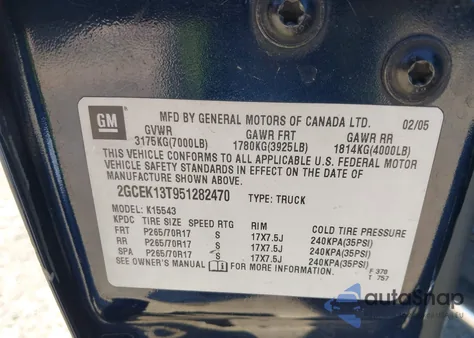 GM
MFD BY GENERAL MOTORS OF CANADA LTD. 02/05
GVWR GAWR FRT GAWR RR
3175KG(7000LB) 1780KG(3925LB) 1814KG(4000LB)
THIS VEHICLE CONFORMS TO ALL APPLICABLE U.S. FEDERAL MOTOR
VEHICLE SAFETY STANDARDS IN EFFECT ON THE DATE OF
MANUFACTURE SHOWN ABOVE.
2GCEK13T951282470 TYPE: TRUCK
MODEL: K15543
KPDC TIRE SIZE SPEED RTG RIM COLD TIRE PRESSURE
FRT P265/70R17 S 17X7.5J 240KPA(35PSI)
RR P265/70R17 S 17X7.5J 240KPA(35PSI)
SPA P265/70R17 S 17X7.5J 240KPA(35PSI)
SEE OWNER'S MANUAL FOR MORE INFORMATION.
F 370
T 757
autoSnap